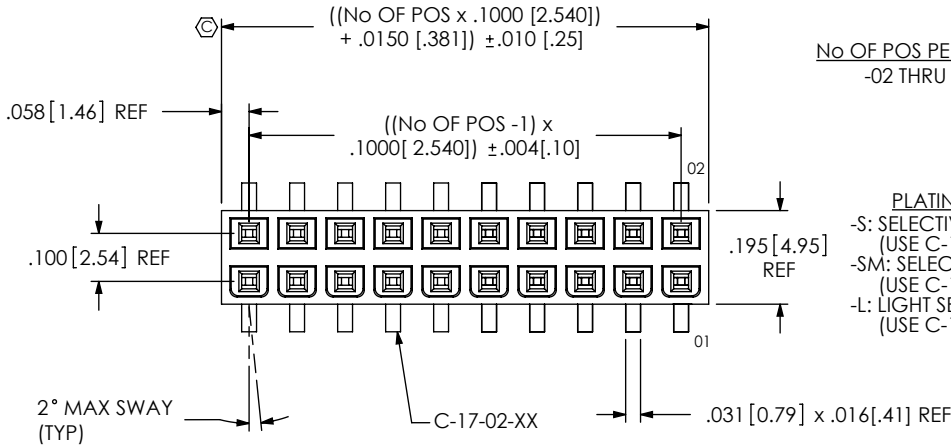 ((No OF POS x .1000 [2.540])
+ .0150 [.381]) ±.010 [.25]
C
No OF POS PE
-02 THRU
.058 [1.46] REF
((No OF POS -1) x
.1000[ 2.540]) ±.004[.10]
02
PLATIN
-S: SELECTIV
(USE C-
-SM: SELEC
(USE C-
-L: LIGHT SE
(USE C-
.100 [2.54] REF
.195 [4.95]
REF
01
2° MAX SWAY
(TYP)
C-17-02-XX
.031 [0.79] x .016[.41] REF